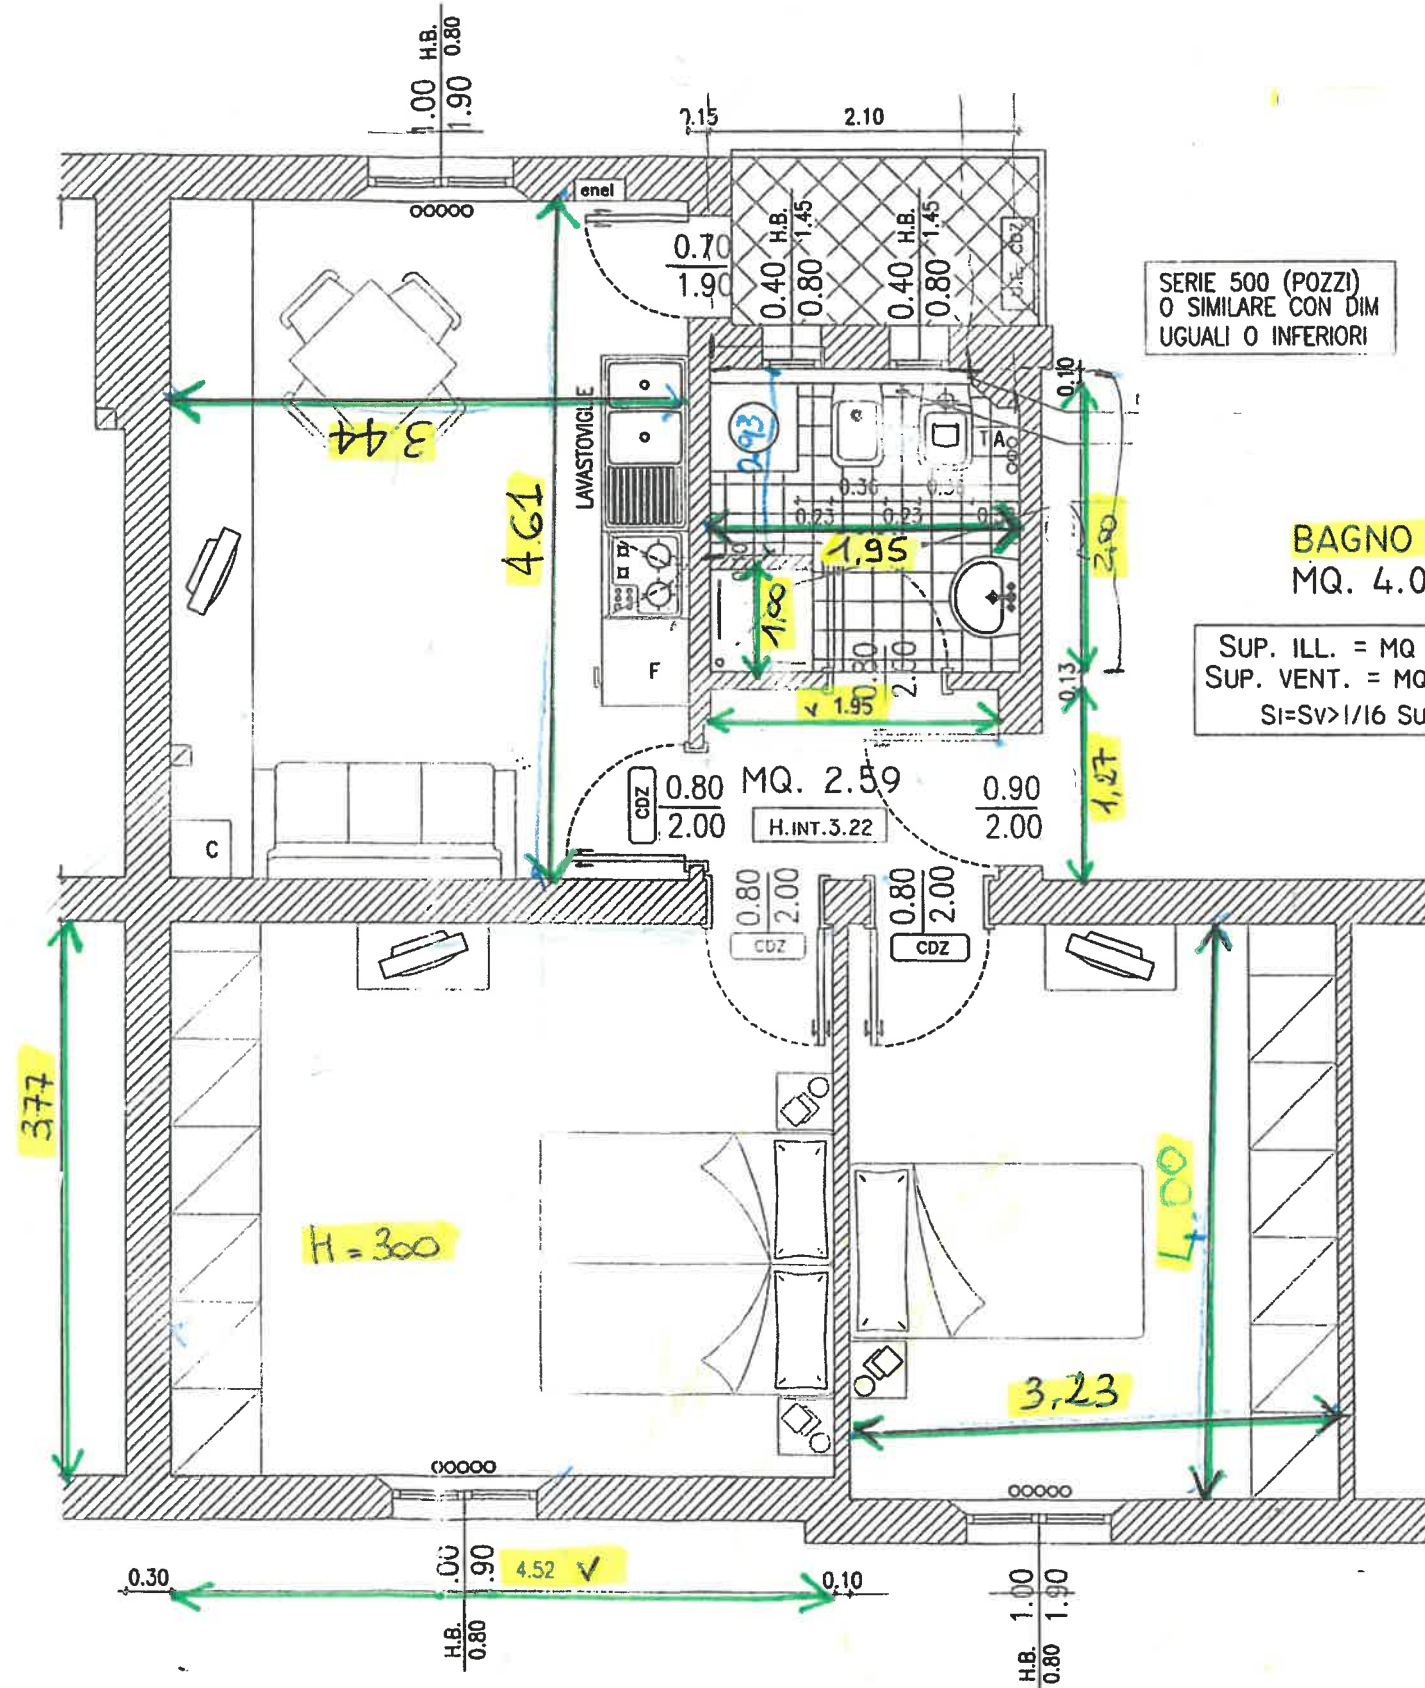 H.B.
0.80
1.00
1.90
2.10
enel
0.70
1.90
H.B.
1.45
0.40
0.80
H.B.
1.45
0.40
0.80
U.E. CDZ
SERIE 500 (POZZI)
O SIMILARE CON DIM
UGUALI O INFERIORI
0.10
LAVASTOVIGLIE
3.44
2.93
T A
4.61
0.36
0.23
0.23
1,95
2,00
BAGNO
MQ. 4.0
1,00
F
0.80
2.00
SUP. ILL. = MQ
SUP. VENT. = MQ
SI=SV>1/16 SU
0.13
1.95
1,27
CDZ
0.80
2.00
MQ. 2.59
H.INT.3.22
0.90
2.00
C
0.80
2.00
CDZ
0.80
2.00
CDZ
3,77
H = 300
4.00
3,23
0.30
.00
.90
4.52 ✓
0.10
H.B.
0.80
1.00
1.90
H.B.
0.80